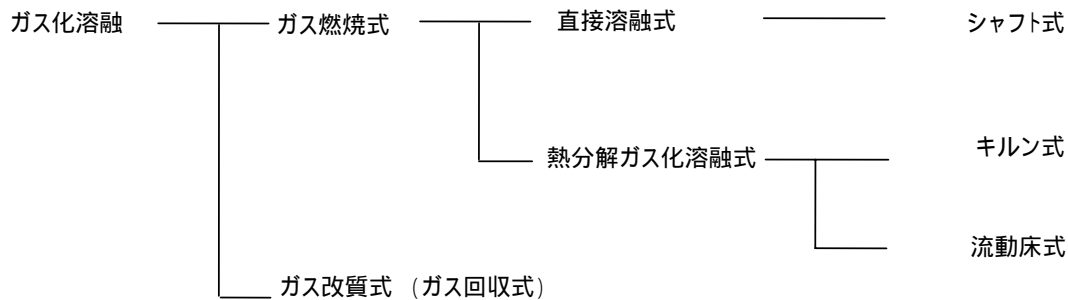 ガス化溶融 ガス燃焼式 直接溶融式 シャフト式
熱分解ガス化溶融式 キルン式
流動床式
ガス改質式 (ガス回収式)